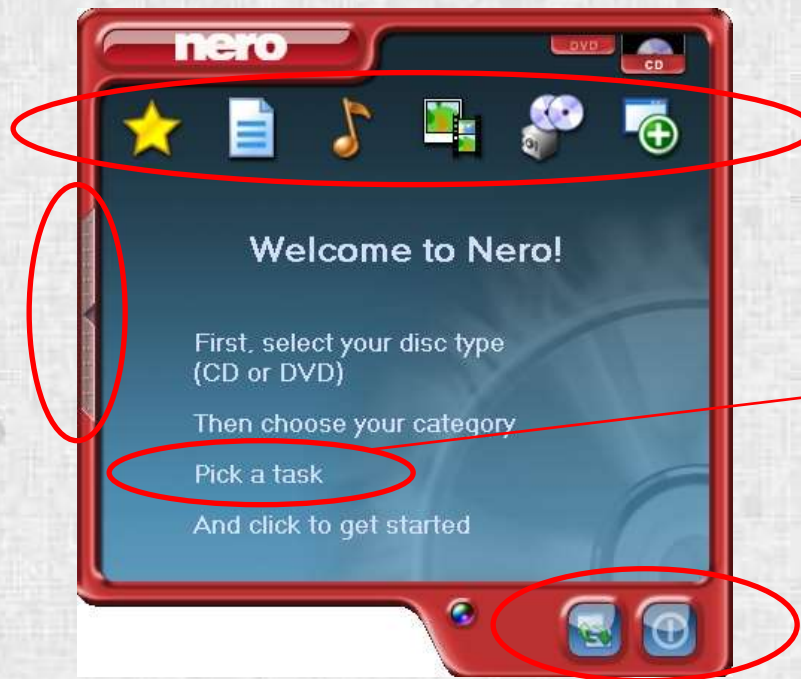 nero
DVD
CD
Welcome to Nero!
First, select your disc type
(CD or DVD)
Then choose your category
Pick a task
And click to get started